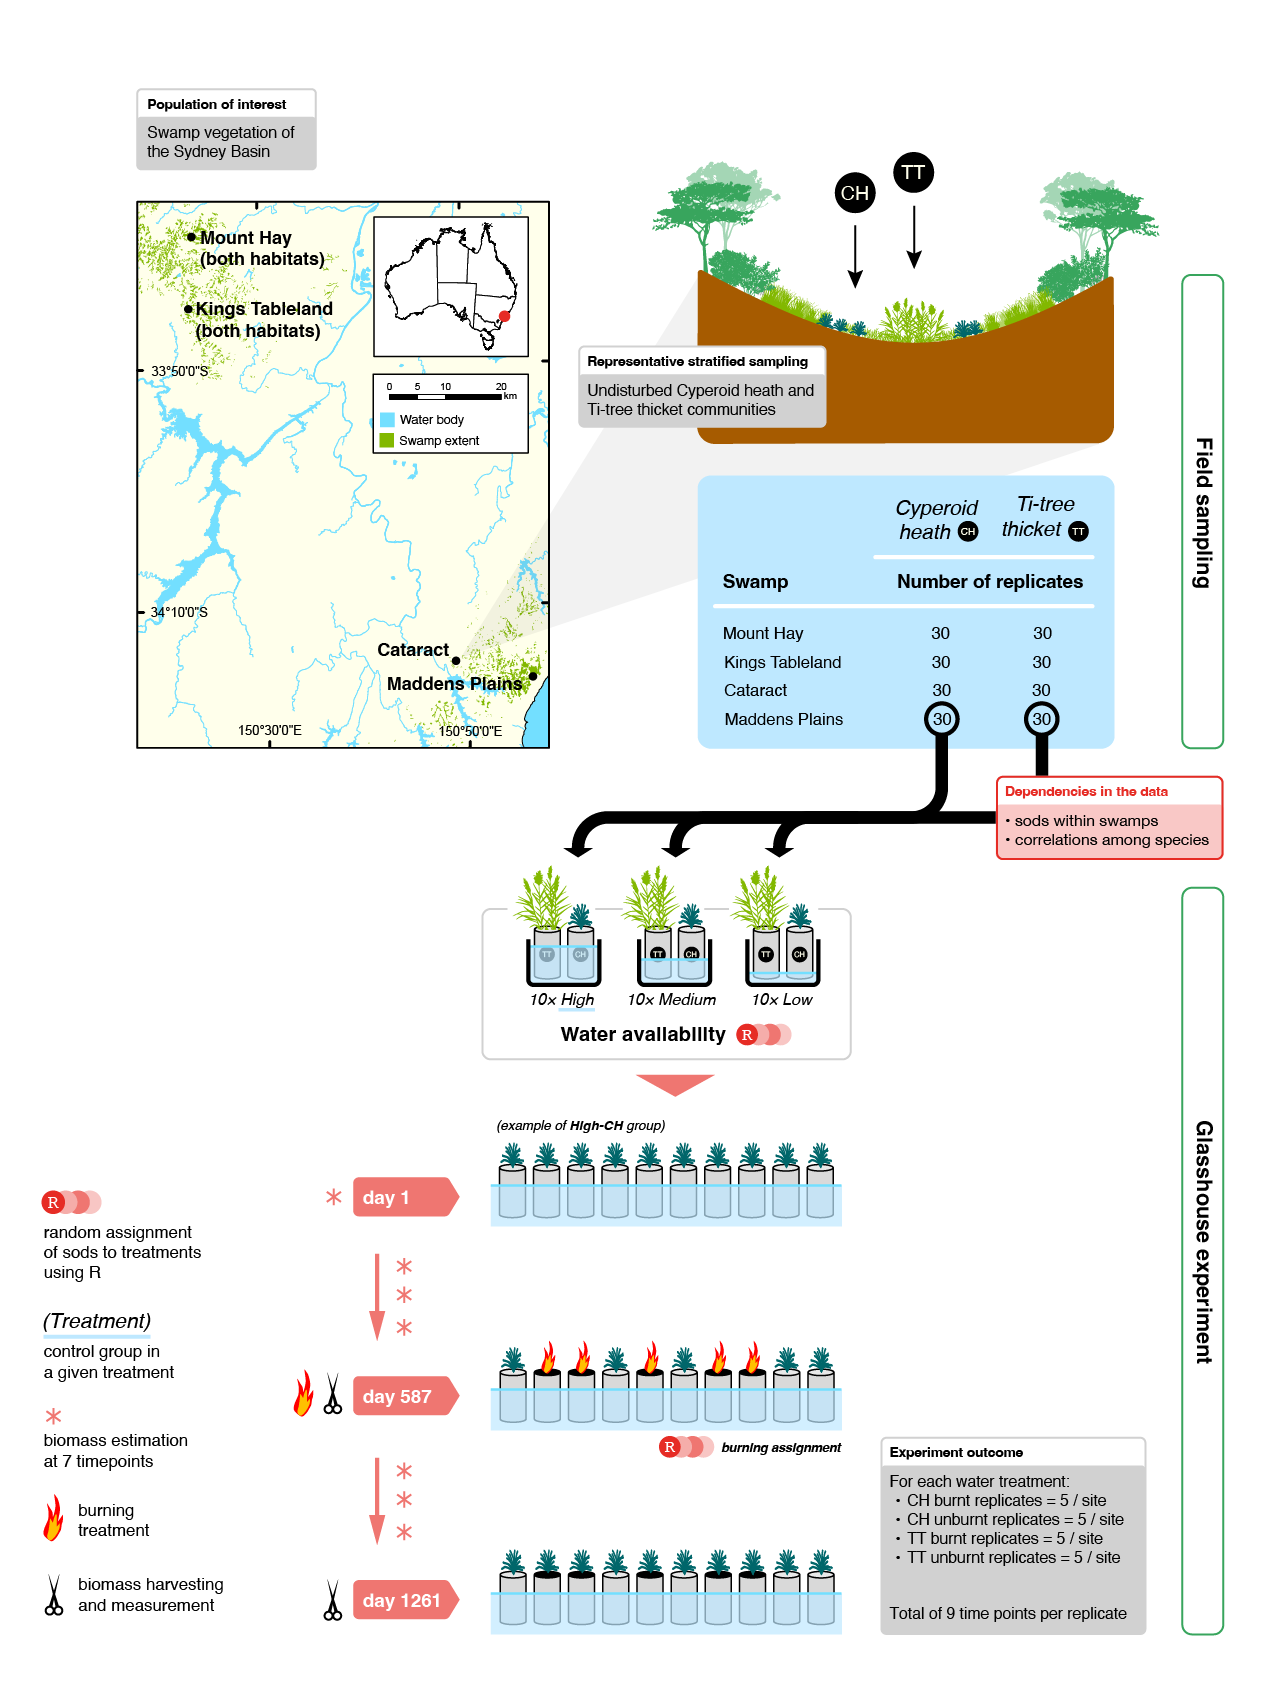 Population of interest
Swamp vegetation of
the Sydney Basin
Mount Hay
(both habitats)
Kings Tableland
(both habitats)
33°50'0"S
0 5 10 20
km
Water body
Swamp extent
34°10'0"S
Cataract
Maddens Plains
150°30'0"E
150°50'0"E
CH
TT
Representative stratified sampling
Undisturbed Cyperoid heath and
Ti-tree thicket communities
Field sampling
Cyperoid
heath CH
Ti-tree
thicket TT
Swamp Number of replicates
Mount Hay 30 30
Kings Tableland 30 30
Cataract 30 30
Maddens Plains 30 30
Dependencies in the data
• sods within swamps
• correlations among species
TT CH TT CH TT CH
10× High 10× Medium 10× Low
Water availability R
(example of High-CH group)
day 1
day 587
R burning assignment
day 1261
R
random assignment
of sods to treatments
using R
(Treatment)
control group in
a given treatment
biomass estimation
at 7 timepoints
burning
treatment
biomass harvesting
and measurement
Experiment outcome
For each water treatment:
• CH burnt replicates = 5 / site
• CH unburnt replicates = 5 / site
• TT burnt replicates = 5 / site
• TT unburnt replicates = 5 / site
Total of 9 time points per replicate
Glasshouse experiment